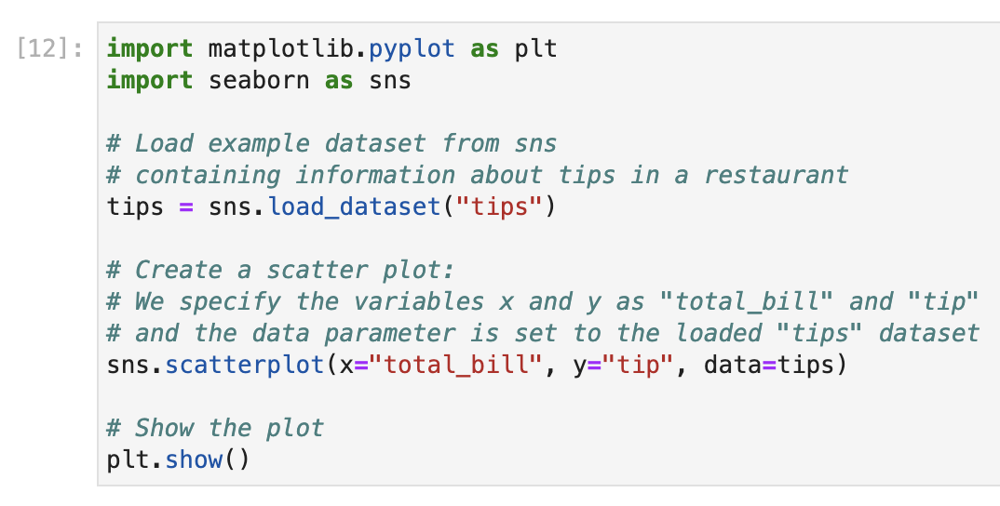 [12]: import matplotlib.pyplot as plt
import seaborn as sns
# Load example dataset from sns
# containing information about tips in a restaurant
tips = sns.load_dataset("tips")
# Create a scatter plot:
# We specify the variables x and y as "total_bill" and "tip"
# and the data parameter is set to the loaded "tips" dataset
sns.scatterplot(x="total_bill", y="tip", data=tips)
# Show the plot
plt.show()